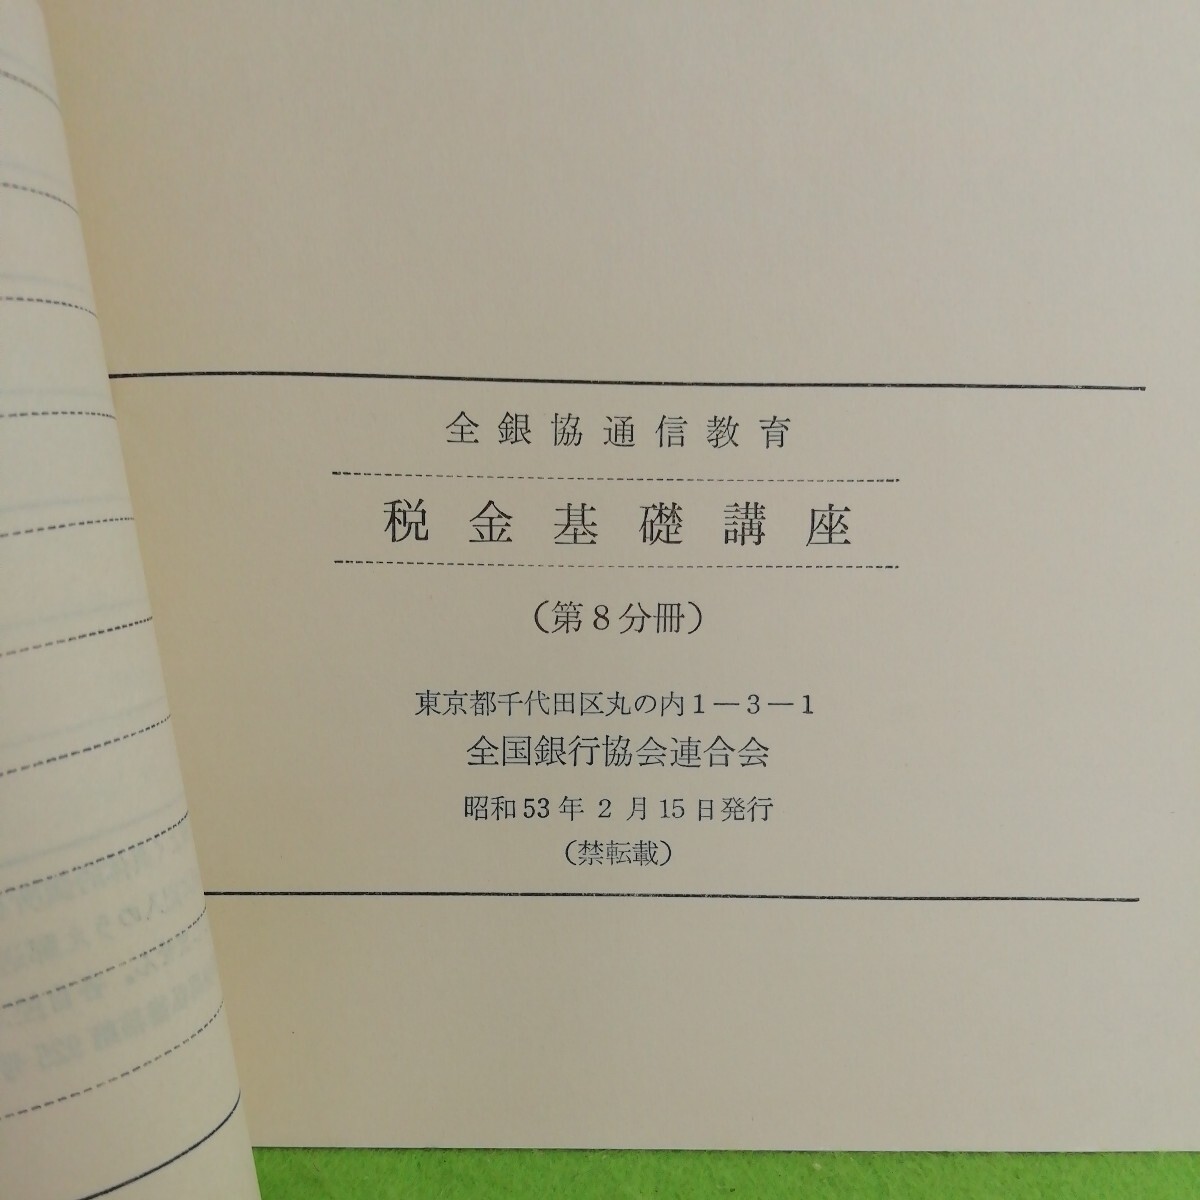 全銀協通信教育
税金基礎講座
（第8分冊）
東京都千代田区丸の内1－3－1
全国銀行協会連合会
昭和53年2月15日発行
（禁転載）